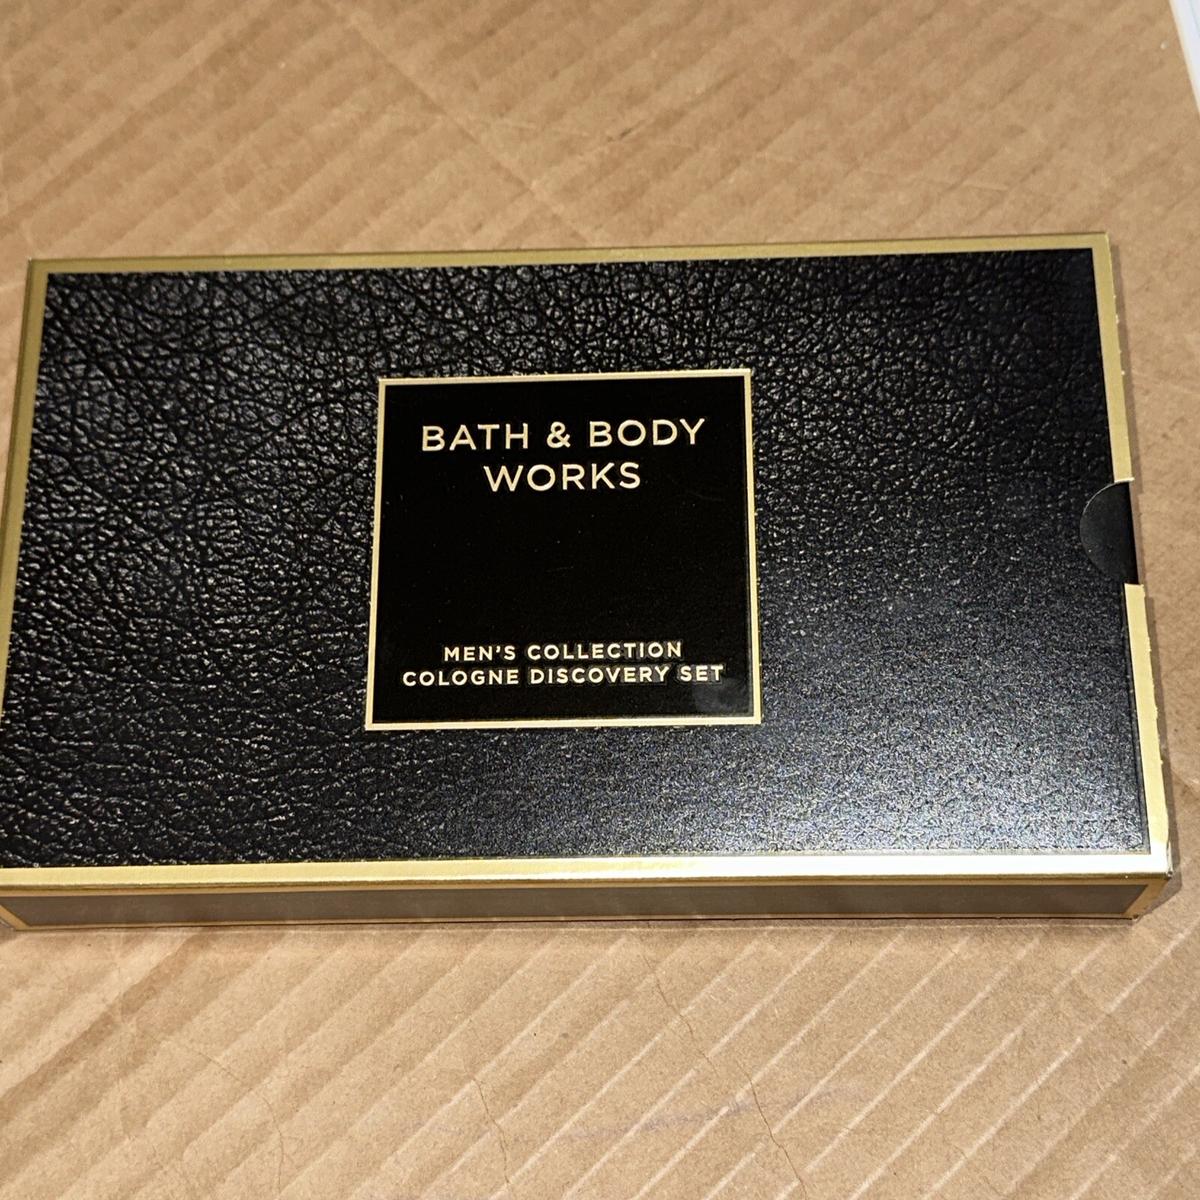 BATH & BODY
WORKS
MEN'S COLLECTION
COLOGNE DISCOVERY SET